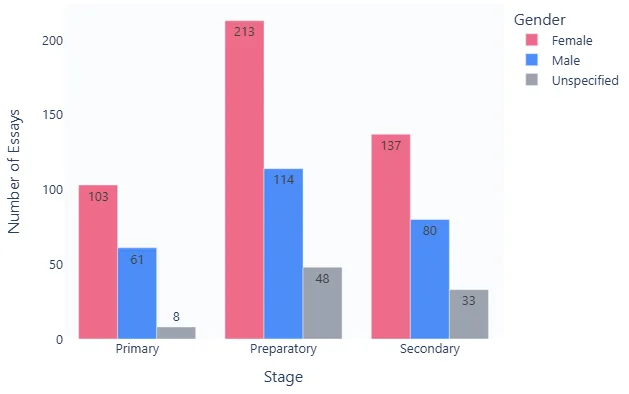 Gender
Female
Male
Unspecified
Number of Essays
200
150
100
50
0
103
61
8
213
114
48
137
80
33
Primary
Preparatory
Secondary
Stage